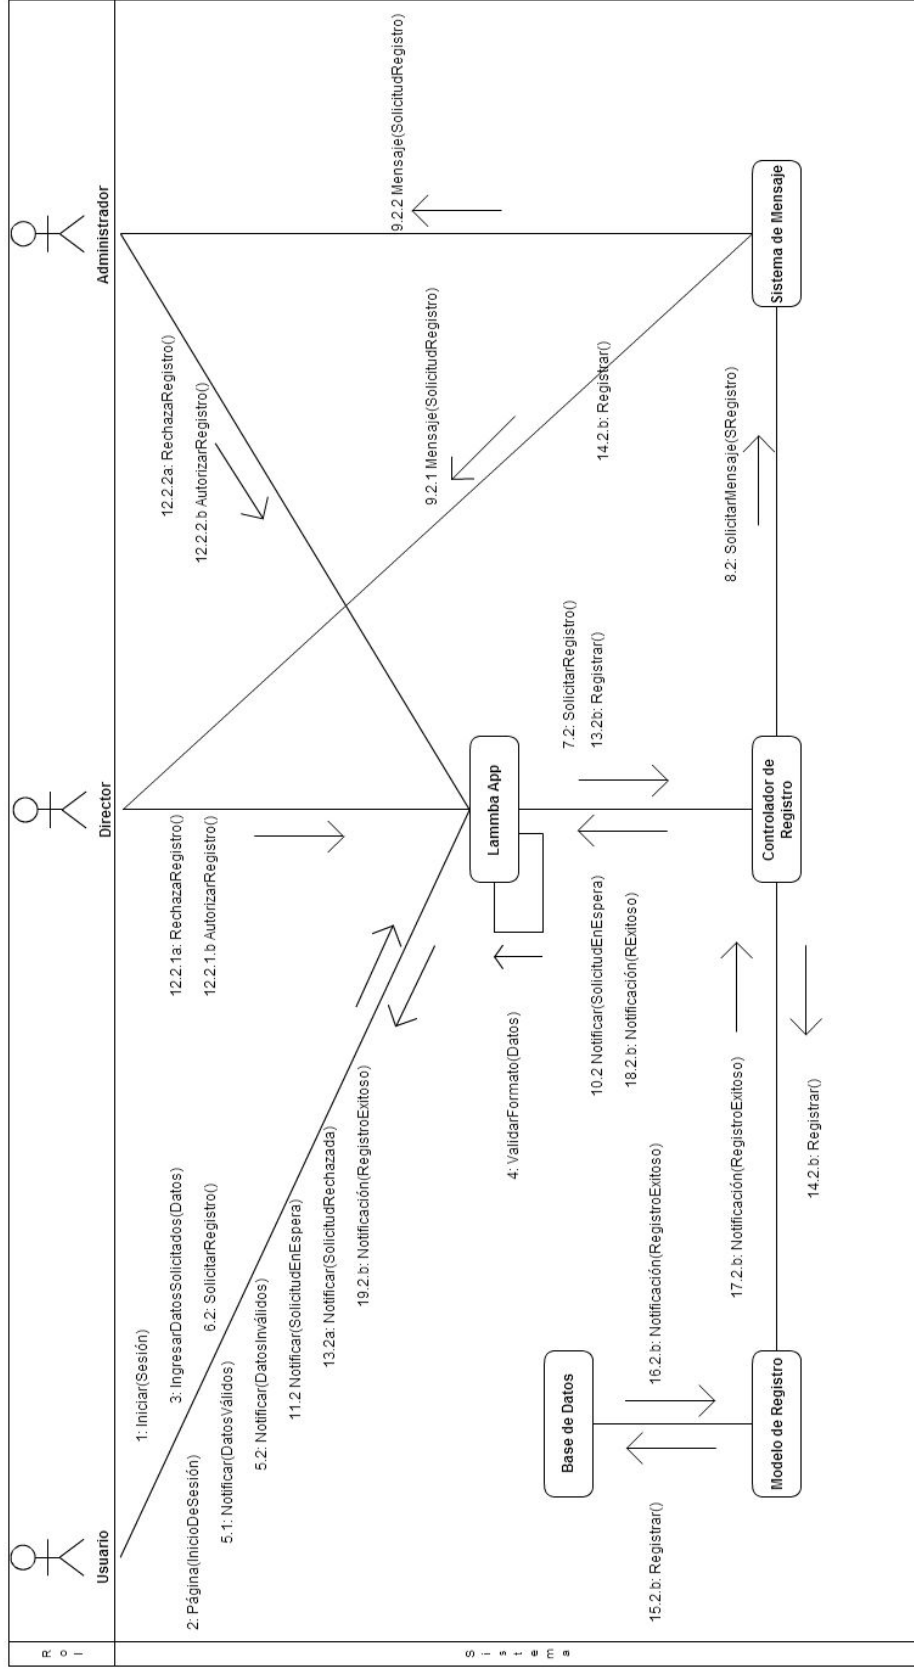 Rol
Usuario
Director
Administrador
Sistema
1: Iniciar(Sesión)
3: IngresarDatosSolicitados(Datos)
6.2: SolicitarRegistro()
2: Página(InicioDeSesión)
5.1: Notificar(DatosVálidos)
5.2: Notificar(DatosInválidos)
11.2 Notificar(SolicitudEnEspera)
13.2a: Notificar(SolicitudRechazada)
19.2.b: Notificación(RegistroExitoso)
12.2.1a: RechazaRegistro()
12.2.1.b AutorizarRegistro()
12.2.2a: RechazaRegistro()
12.2.2.b AutorizarRegistro()
9.2.2 Mensaje(SolicitudRegistro)
9.2.1 Mensaje(SolicitudRegistro)
14.2.b: Registrar()
Lammba App
4: ValidarFormato(Datos)
7.2: SolicitarRegistro()
13.2b: Registrar()
10.2 Notificar(SolicitudEnEspera)
18.2.b: Notificación(RExitoso)
8.2: SolicitarMensaje(SRegistro)
Base de Datos
15.2.b: Registrar()
16.2.b: Notificación(RegistroExitoso)
17.2.b: Notificación(RegistroExitoso)
14.2.b: Registrar()
Modelo de Registro
Controlador de
Registro
Sistema de Mensaje